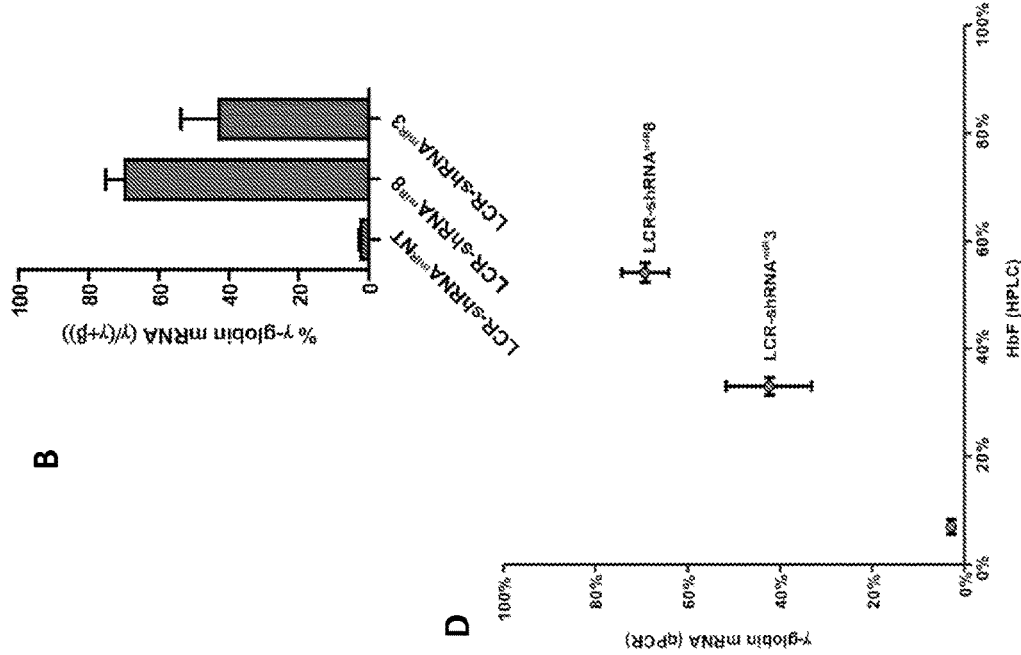 B
100
80
60
40
20
0
% γ-globin mRNA (γ/(γ+β))
LCR-shRNAmiRNT
LCR-shRNAmiR8
LCR-shRNAmiR3
D
100%
80%
60%
40%
20%
0%
γ-globin mRNA (qPCR)
LCR-shRNAmiR8
LCR-shRNAmiR3
0%
20%
40%
60%
80%
100%
HbF (HPLC)